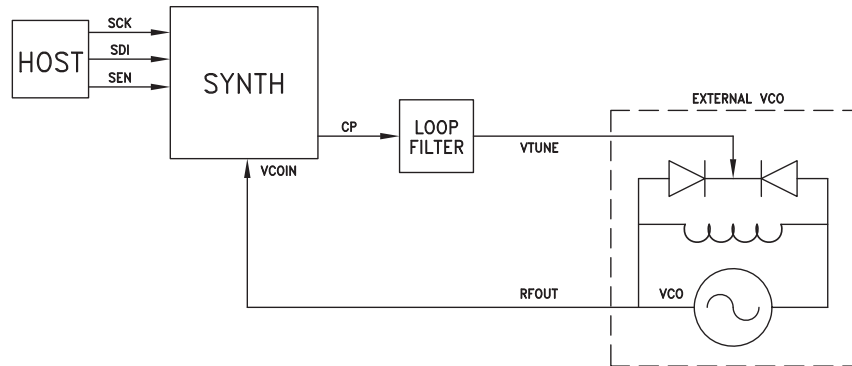 SCK
SDI
SEN
HOST
SYNTH
CP
LOOP
FILTER
VTUNE
EXTERNAL VCO
VCOIN
RFOUT
VCO